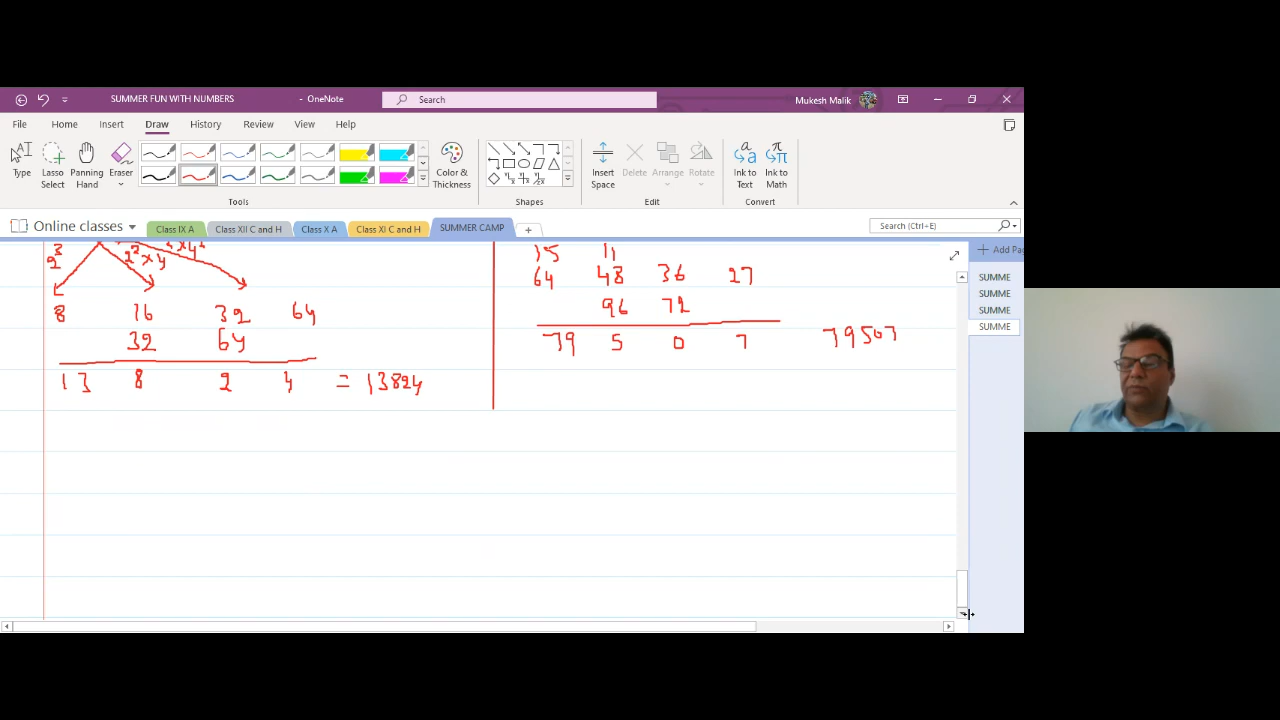 SUMMER FUN WITH NUMBERS - OneNote Search Mukesh Malik
File Home Insert Draw History Review View Help
Type Lasso Select Panning Hand Eraser Color & Thickness Insert Space Delete Arrange Rotate Ink to Text Ink to Math
Tools Shapes Edit Convert
Online classes Class IX A Class XII C and H Class X A Class XI C and H SUMMER CAMP + Search (Ctrl+E)
+ Add Pag
SUMME
SUMME
SUMME
SUMME
2³ 2² × 4
8 16 32 64
32 64
13 8 2 4 = 13824
15 11
64 48 36 27
96 72
79 5 0 7 79507